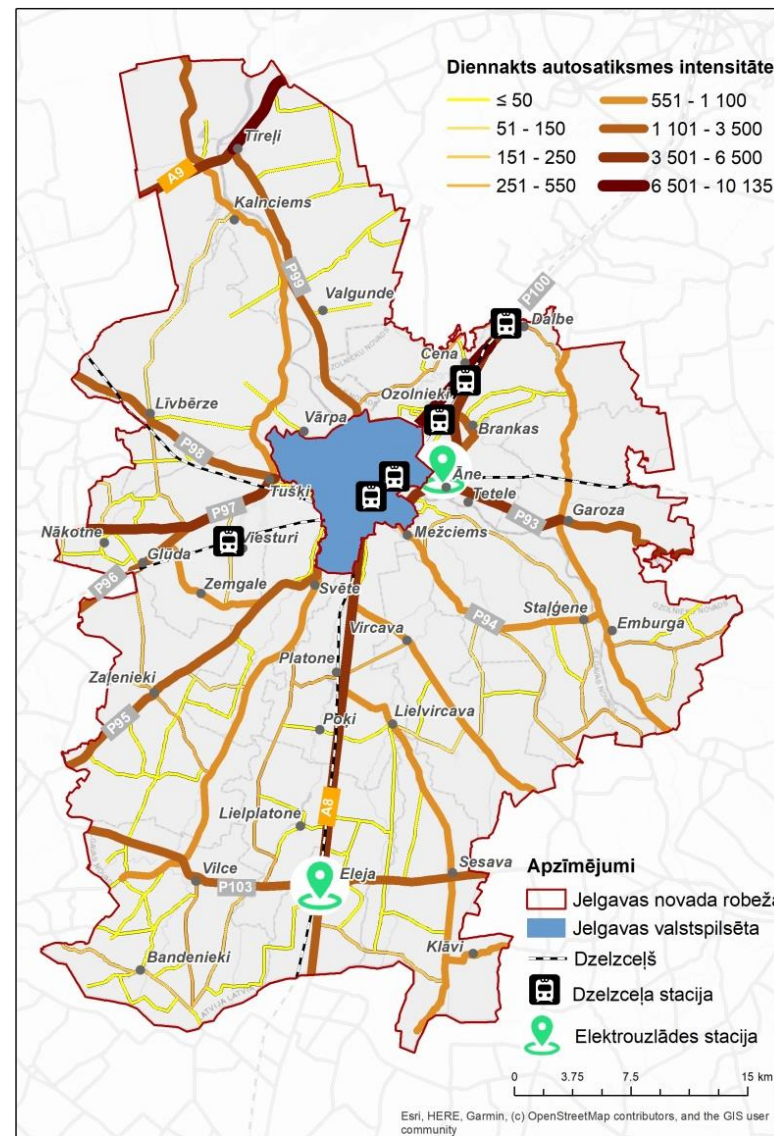 Diennakts autosatiksmes intensitāte
≤ 50
551 - 1 100
51 - 150
1 101 - 3 500
151 - 250
3 501 - 6 500
251 - 550
6 501 - 10 135
Tīreļi
A9
Kalnciems
P99
Valgunde
P100
Dalbe
Cena
OZOLNIEKU NOVADS
Ozolnieki
Līvbērze
Vārpa
Brankas
P98
Tušķi
Āne
Tetele
P97
P93
Garoza
Nākotne
Viesturi
Mežciems
Glūda
P96
Zemgale
Svēte
Staļģene
OZOLNIEKU NOVADS
P94
Emburga
Vircava
Platone
Zaļenieki
Poķi
Lielvircava
P95
A8
Lielplatone
Vilce
Eleja
Sesava
P103
Klāvi
Bandenieki
Apzīmējumi
Jelgavas novada robeža
Jelgavas valstspilsēta
Dzelzceļš
Dzelzceļa stacija
Elektrouzlādes stacija
0 3.75 7.5 15 km
Esri, HERE, Garmin, (c) OpenStreetMap contributors, and the GIS user
community